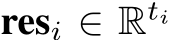 res_i ∈ ℝ^{t_i}